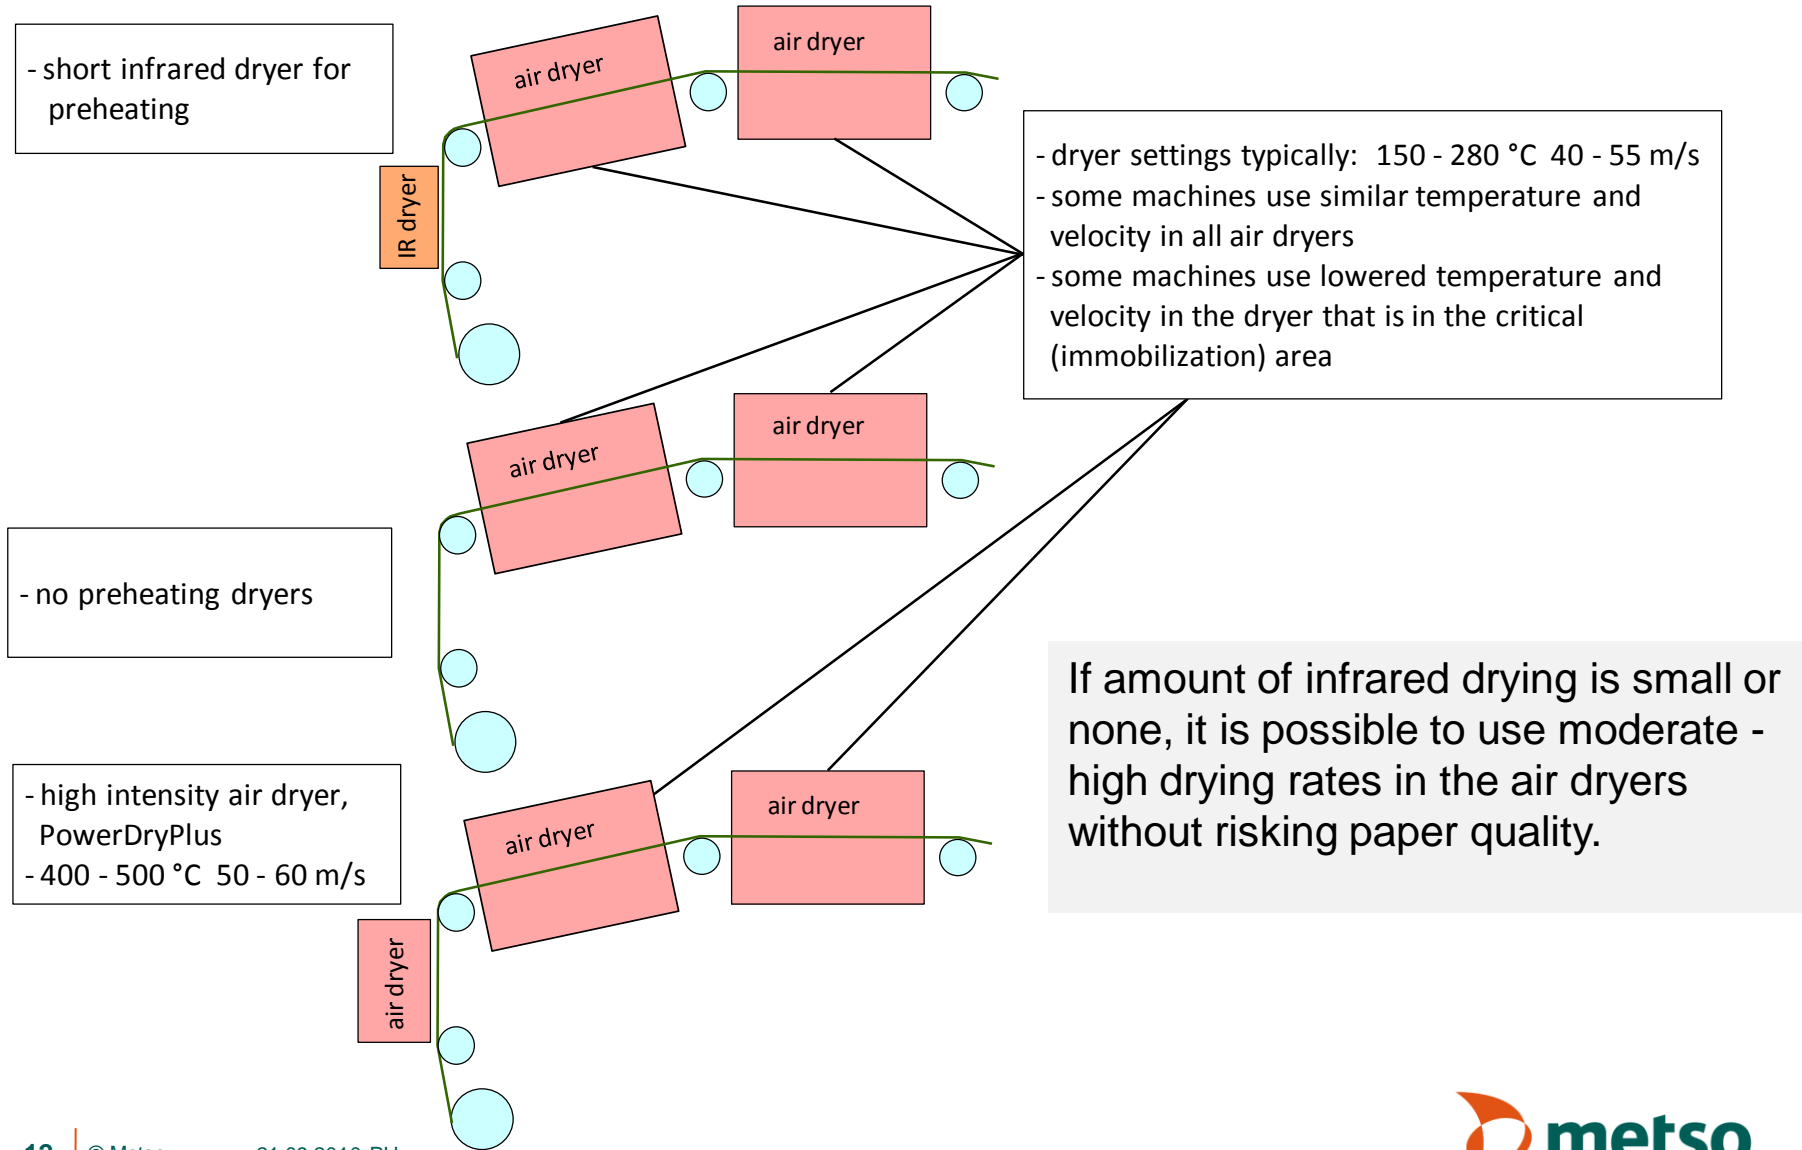 - short infrared dryer for
preheating
air dryer
air dryer
IR dryer
- dryer settings typically: 150 - 280 °C 40 - 55 m/s
- some machines use similar temperature and
velocity in all air dryers
- some machines use lowered temperature and
velocity in the dryer that is in the critical
(immobilization) area
air dryer
air dryer
- no preheating dryers
- high intensity air dryer,
PowerDryPlus
- 400 - 500 °C 50 - 60 m/s
air dryer
air dryer
air dryer
If amount of infrared drying is small or
none, it is possible to use moderate -
high drying rates in the air dryers
without risking paper quality.
© Metso
metso